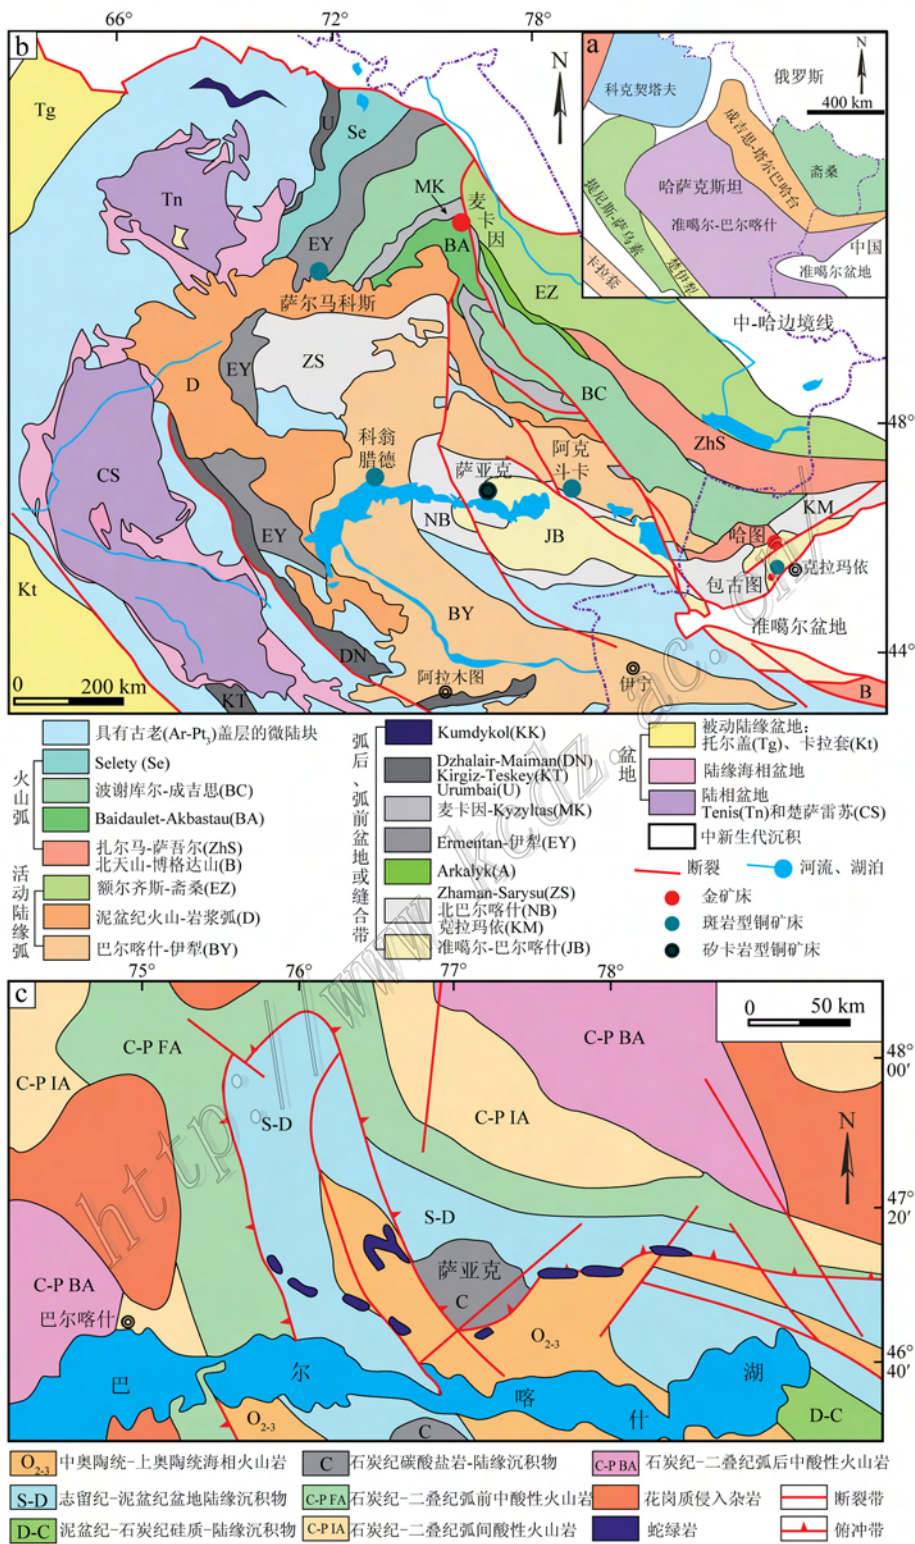 66°
72°
78°
b
Tg
U
Se
N
MK
麦
卡
因
Tn
EY
BA
EZ
萨尔马科斯
中-哈边境线
EY
ZS
D
BC
48°
科翁
腊德
阿克
斗卡
ZhS
萨亚克
CS
KM
NB
哈图
EY
JB
克拉玛依
Kt
包古图
BY
准噶尔盆地
DN
44°
阿拉木图
伊宁
0
200 km
KT
B
a
科克契塔夫
俄罗斯
N
400 km
成吉思-塔尔巴哈台
斋桑
哈萨克斯坦
提尼斯-萨乌素
准噶尔-巴尔喀什
中国
卡拉套
楚伊犁
准噶尔盆地
火山弧
活动陆缘弧
具有古老(Ar-Pt₃)盖层的微陆块
Selety (Se)
波谢库尔-成吉思(BC)
Baidaulet-Akbastau(BA)
扎尔马-萨吾尔(ZhS)
北天山-博格达山(B)
额尔齐斯-斋桑(EZ)
泥盆纪火山-岩浆弧(D)
巴尔喀什-伊犁(BY)
弧后、弧前盆地或缝合带
Kumdykol(KK)
Dzhalair-Maiman(DN)
Kirgiz-Teskey(KT)
Urumbai(U)
麦卡因-Kyzyltas(MK)
Ermentan-伊犁(EY)
Arkalyk(A)
Zhaman-Sarysu(ZS)
北巴尔喀什(NB)
克拉玛依(KM)
准噶尔-巴尔喀什(JB)
盆地
被动陆缘盆地:
托尔盖(Tg)、卡拉套(Kt)
陆缘海相盆地
陆相盆地
Tenis(Tn)和楚萨雷苏(CS)
中新生代沉积
断裂
河流、湖泊
金矿床
斑岩型铜矿床
矽卡岩型铜矿床
75°
76°
77°
78°
c
0
50 km
C-P FA
C-P BA
48°
00′
C-P IA
C-P IA
S-D
N
47°
20′
S-D
C-P BA
萨亚克
C
巴尔喀什
O₂₋₃
46°
40′
巴
尔
喀
什
湖
O₂₋₃
C
D-C
O₂₋₃
中奥陶统-上奥陶统海相火山岩
C
石炭纪碳酸盐岩-陆缘沉积物
C-P BA
石炭纪-二叠纪弧后中酸性火山岩
S-D
志留纪-泥盆纪盆地陆缘沉积物
C-P FA
石炭纪-二叠纪弧前中酸性火山岩
花岗质侵入杂岩
断裂带
D-C
泥盆纪-石炭纪硅质-陆缘沉积物
C-P IA
石炭纪-二叠纪弧间酸性火山岩
蛇绿岩
俯冲带
http://www.kcdz.ac.cn/